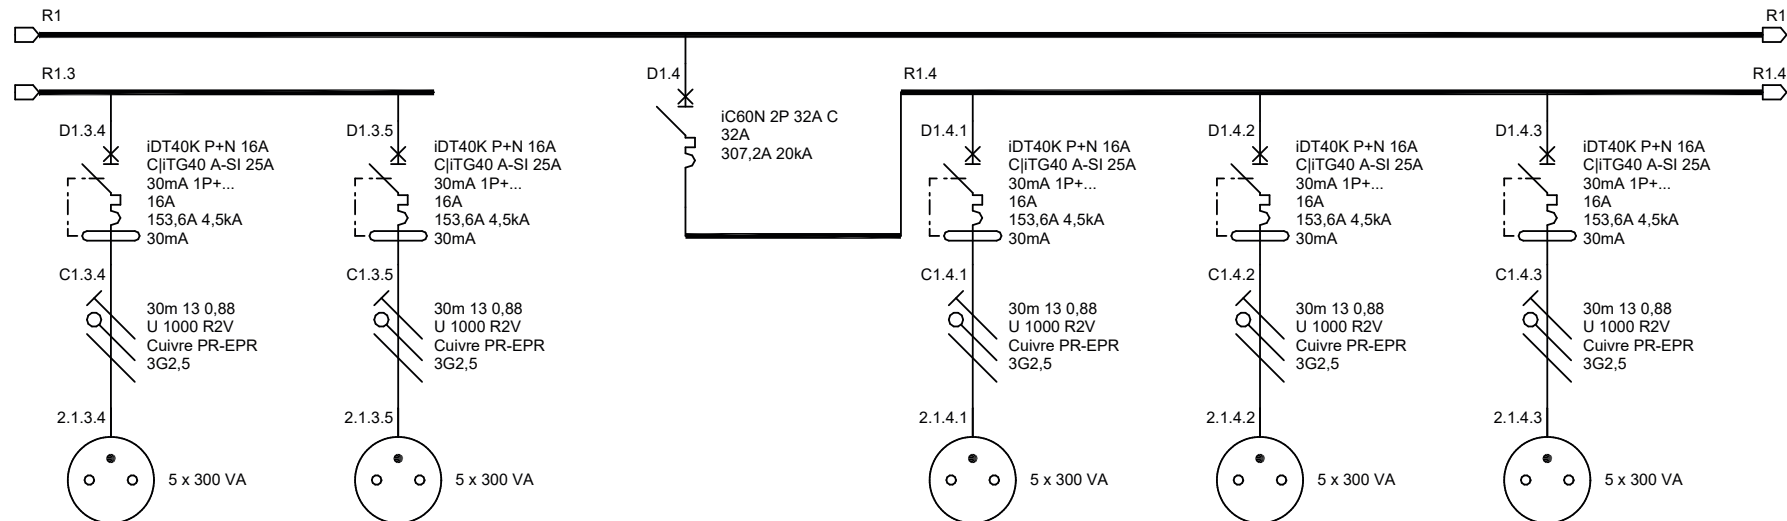 R1
R1
R1.3
D1.4
R1.4
R1.4
iC60N 2P 32A C
32A
307,2A 20kA
D1.3.4
iDT40K P+N 16A
C|iTG40 A-SI 25A
30mA 1P+...
16A
153,6A 4,5kA
30mA
C1.3.4
30m 13 0,88
U 1000 R2V
Cuivre PR-EPR
3G2,5
2.1.3.4
5 x 300 VA
D1.3.5
iDT40K P+N 16A
C|iTG40 A-SI 25A
30mA 1P+...
16A
153,6A 4,5kA
30mA
C1.3.5
30m 13 0,88
U 1000 R2V
Cuivre PR-EPR
3G2,5
2.1.3.5
5 x 300 VA
D1.4.1
iDT40K P+N 16A
C|iTG40 A-SI 25A
30mA 1P+...
16A
153,6A 4,5kA
30mA
C1.4.1
30m 13 0,88
U 1000 R2V
Cuivre PR-EPR
3G2,5
2.1.4.1
5 x 300 VA
D1.4.2
iDT40K P+N 16A
C|iTG40 A-SI 25A
30mA 1P+...
16A
153,6A 4,5kA
30mA
C1.4.2
30m 13 0,88
U 1000 R2V
Cuivre PR-EPR
3G2,5
2.1.4.2
5 x 300 VA
D1.4.3
iDT40K P+N 16A
C|iTG40 A-SI 25A
30mA 1P+...
16A
153,6A 4,5kA
30mA
C1.4.3
30m 13 0,88
U 1000 R2V
Cuivre PR-EPR
3G2,5
2.1.4.3
5 x 300 VA